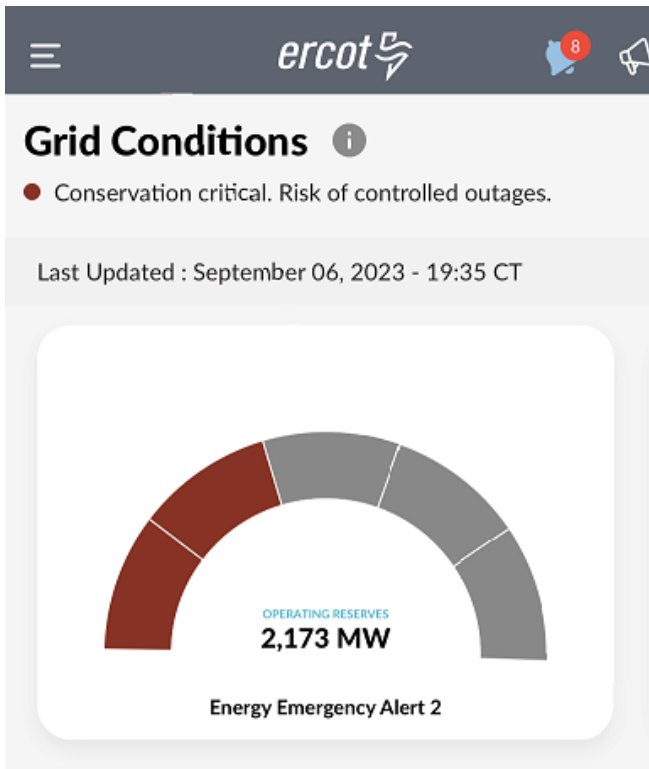 ercot
8
Grid Conditions i
Conservation critical. Risk of controlled outages.
Last Updated : September 06, 2023 - 19:35 CT
OPERATING RESERVES
2,173 MW
Energy Emergency Alert 2